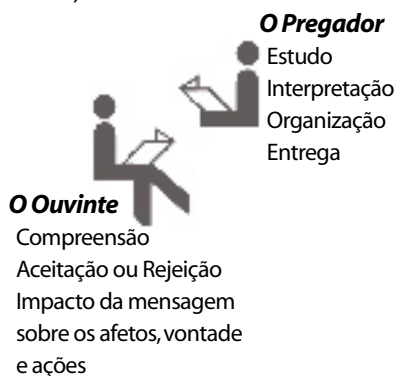 O Pregador
Estudo
Interpretação
Organização
Entrega
O Ouvinte
Compreensão
Aceitação ou Rejeição
Impacto da mensagem
sobre os afetos, vontade
e ações